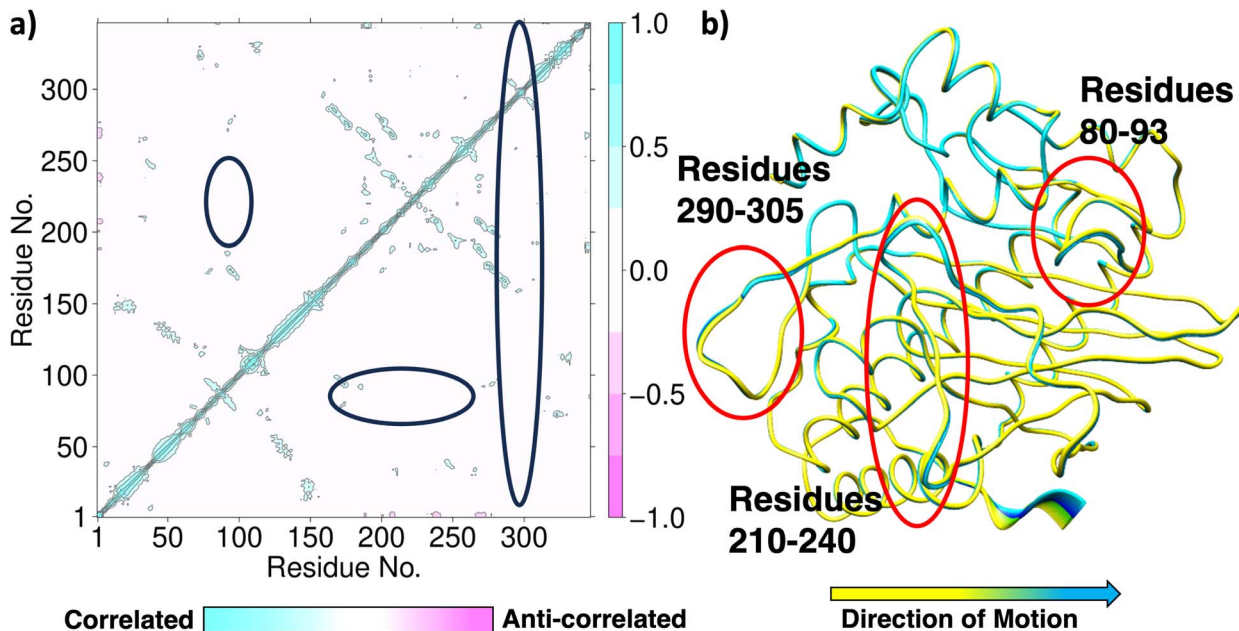 a)
1.0
0.5
0.0
−0.5
−1.0
300
250
200
150
100
50
1
Residue No.
1 50 100 150 200 250 300
Residue No.
Correlated Anti-correlated
b)
Residues
80-93
Residues
290-305
Residues
210-240
Direction of Motion